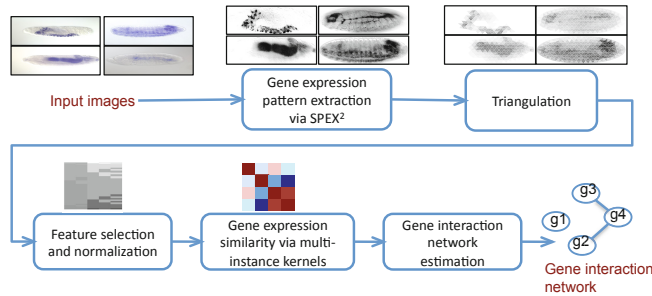 Input images
Gene expression
pattern extraction
via SPEX2
Triangulation
Feature selection
and normalization
Gene expression
similarity via multi-
instance kernels
Gene interaction
network
estimation
g3
g1
g4
g2
Gene interaction
network